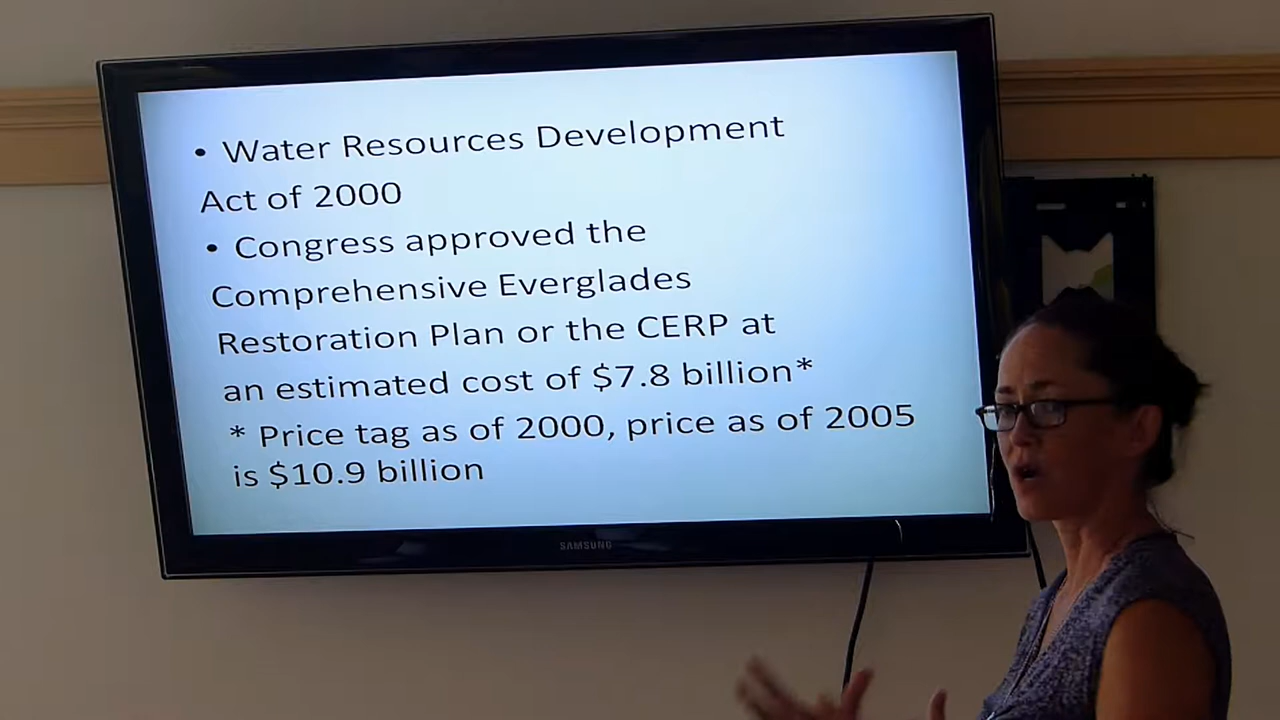 • Water Resources Development
Act of 2000
• Congress approved the
Comprehensive Everglades
Restoration Plan or the CERP at
an estimated cost of $7.8 billion*
* Price tag as of 2000, price as of 2005
is $10.9 billion
SAMSUNG